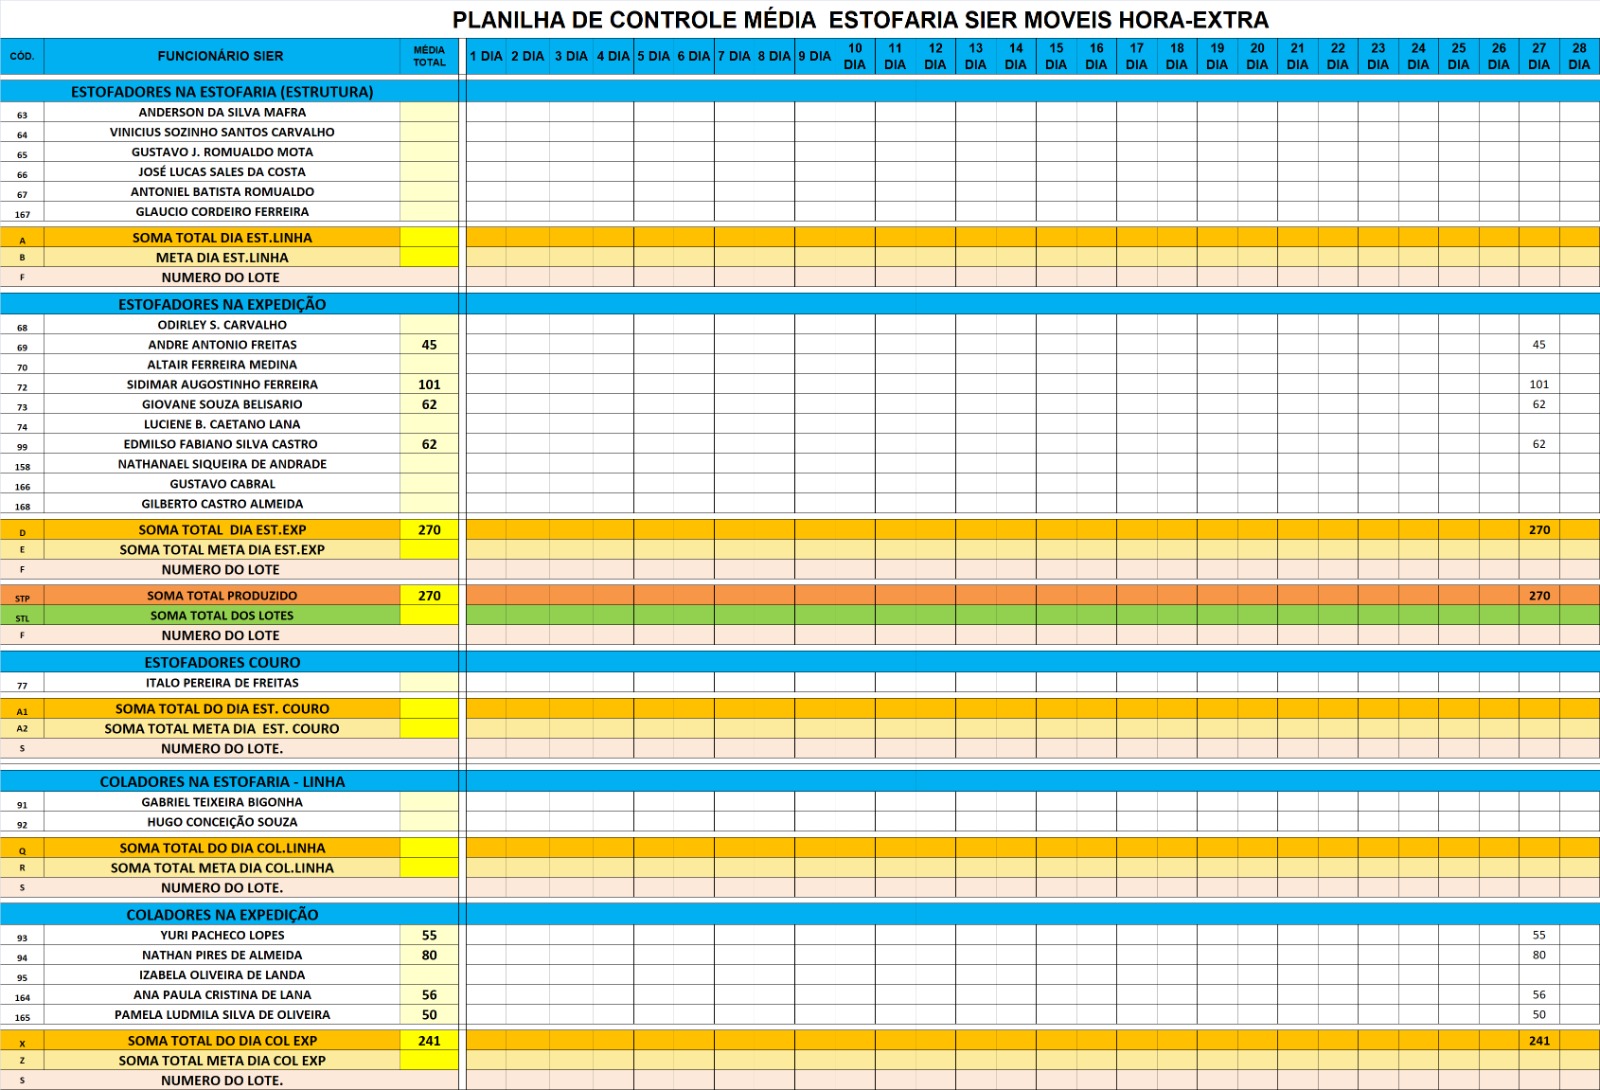 PLANILHA DE CONTROLE MÉDIA ESTOFARIA SIER MOVEIS HORA-EXTRA
CÓD. FUNCIONÁRIO SIER MÉDIA TOTAL 1 DIA 2 DIA 3 DIA 4 DIA 5 DIA 6 DIA 7 DIA 8 DIA 9 DIA 10 DIA 11 DIA 12 DIA 13 DIA 14 DIA 15 DIA 16 DIA 17 DIA 18 DIA 19 DIA 20 DIA 21 DIA 22 DIA 23 DIA 24 DIA 25 DIA 26 DIA 27 DIA 28 DIA
ESTOFADORES NA ESTOFARIA (ESTRUTURA)
63 ANDERSON DA SILVA MAFRA
64 VINICIUS SOZINHO SANTOS CARVALHO
65 GUSTAVO J. ROMUALDO MOTA
66 JOSÉ LUCAS SALES DA COSTA
67 ANTONIEL BATISTA ROMUALDO
167 GLAUCIO CORDEIRO FERREIRA
A SOMA TOTAL DIA EST.LINHA
B META DIA EST.LINHA
F NUMERO DO LOTE
ESTOFADORES NA EXPEDIÇÃO
68 ODIRLEY S. CARVALHO
69 ANDRE ANTONIO FREITAS 45 45
70 ALTAIR FERREIRA MEDINA
72 SIDIMAR AUGOSTINHO FERREIRA 101 101
73 GIOVANE SOUZA BELISARIO 62 62
74 LUCIENE B. CAETANO LANA
99 EDMILSO FABIANO SILVA CASTRO 62 62
158 NATHANAEL SIQUEIRA DE ANDRADE
166 GUSTAVO CABRAL
168 GILBERTO CASTRO ALMEIDA
D SOMA TOTAL DIA EST.EXP 270 270
E SOMA TOTAL META DIA EST.EXP
F NUMERO DO LOTE
STP SOMA TOTAL PRODUZIDO 270 270
STL SOMA TOTAL DOS LOTES
F NUMERO DO LOTE
ESTOFADORES COURO
77 ITALO PEREIRA DE FREITAS
A1 SOMA TOTAL DO DIA EST. COURO
A2 SOMA TOTAL META DIA EST. COURO
S NUMERO DO LOTE.
COLADORES NA ESTOFARIA - LINHA
91 GABRIEL TEIXEIRA BIGONHA
92 HUGO CONCEIÇÃO SOUZA
Q SOMA TOTAL DO DIA COL.LINHA
R SOMA TOTAL META DIA COL.LINHA
S NUMERO DO LOTE.
COLADORES NA EXPEDIÇÃO
93 YURI PACHECO LOPES 55 55
94 NATHAN PIRES DE ALMEIDA 80 80
95 IZABELA OLIVEIRA DE LANDA
164 ANA PAULA CRISTINA DE LANA 56 56
165 PAMELA LUDMILA SILVA DE OLIVEIRA 50 50
X SOMA TOTAL DO DIA COL EXP 241 241
Z SOMA TOTAL META DIA COL EXP
S NUMERO DO LOTE.